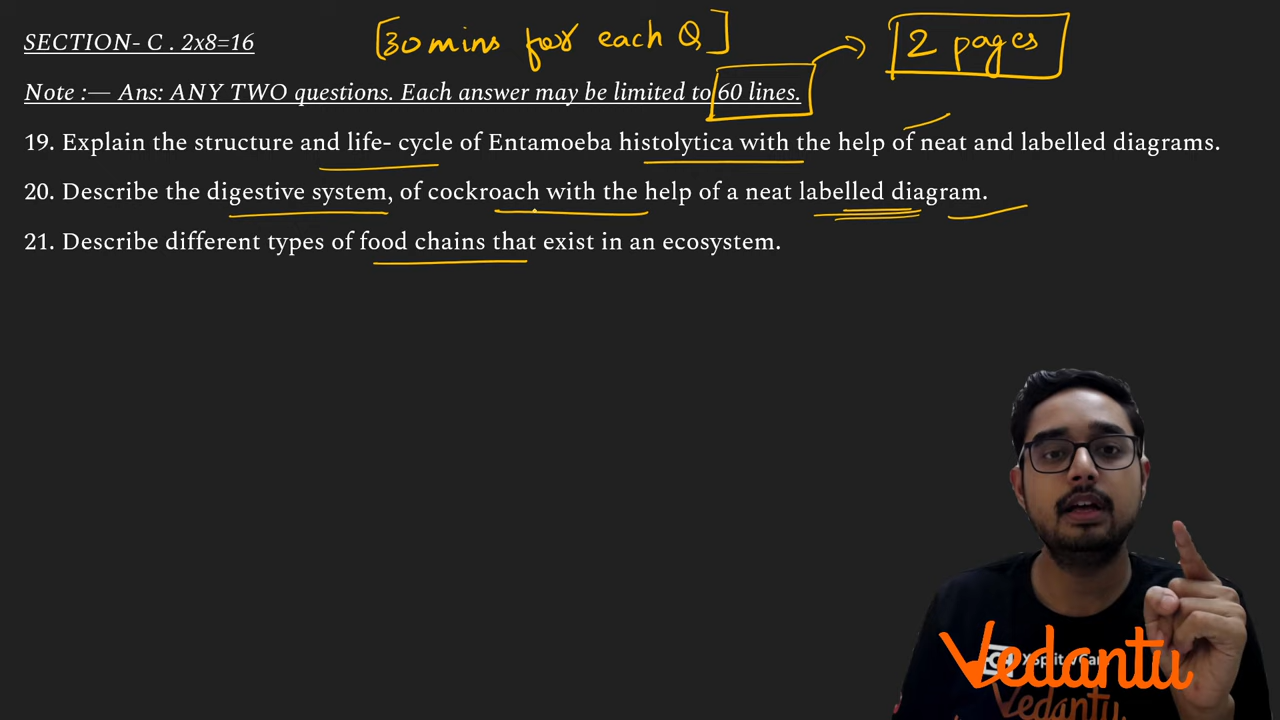 SECTION- C . 2x8=16
[30 mins for each Q]
2 pages
Note :— Ans: ANY TWO questions. Each answer may be limited to 60 lines.
19. Explain the structure and life- cycle of Entamoeba histolytica with the help of neat and labelled diagrams.
20. Describe the digestive system, of cockroach with the help of a neat labelled diagram.
21. Describe different types of food chains that exist in an ecosystem.
Vedantu